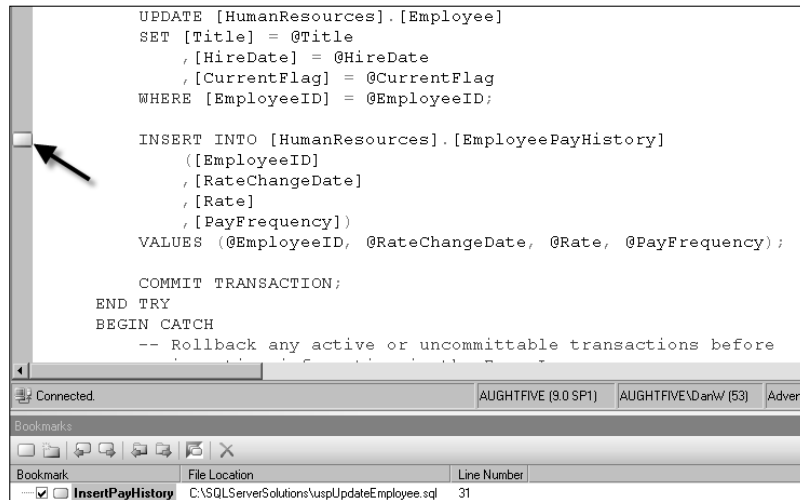 UPDATE [HumanResources].[Employee]
SET [Title] = @Title
,[HireDate] = @HireDate
,[CurrentFlag] = @CurrentFlag
WHERE [EmployeeID] = @EmployeeID;
INSERT INTO [HumanResources].[EmployeePayHistory]
([EmployeeID]
,[RateChangeDate]
,[Rate]
,[PayFrequency])
VALUES (@EmployeeID, @RateChangeDate, @Rate, @PayFrequency);
COMMIT TRANSACTION;
END TRY
BEGIN CATCH
-- Rollback any active or uncommittable transactions before
Connected. AUGHTFIVE (9.0 SP1) AUGHTFIVE\DanW (53) Adver
Bookmarks
Bookmark File Location Line Number
InsertPayHistory C:\SQLServerSolutions\uspUpdateEmployee.sql 31